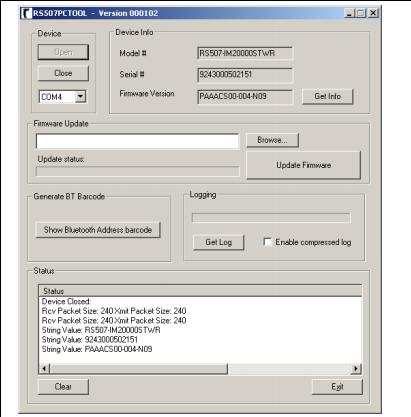 RS507PCTOOL - Version 000102
Device
Open
Close
COM4
Device Info
Model #
RS507-IM20000STWR
Serial #
9243000502151
Firmware Version
PAAACS00-004-N09
Get Info
Firmware Update
Browse...
Update status:
Update Firmware
Generate BT Barcode
Show Bluetooth Address barcode
Logging
Get Log
Enable compressed log
Status
Status
Device Closed:
Rcv Packet Size: 240 Xmit Packet Size: 240
Rcv Packet Size: 240 Xmit Packet Size: 240
String Value: RS507-IM20000STWR
String Value: 9243000502151
String Value: PAAACS00-004-N09
Clear
Exit